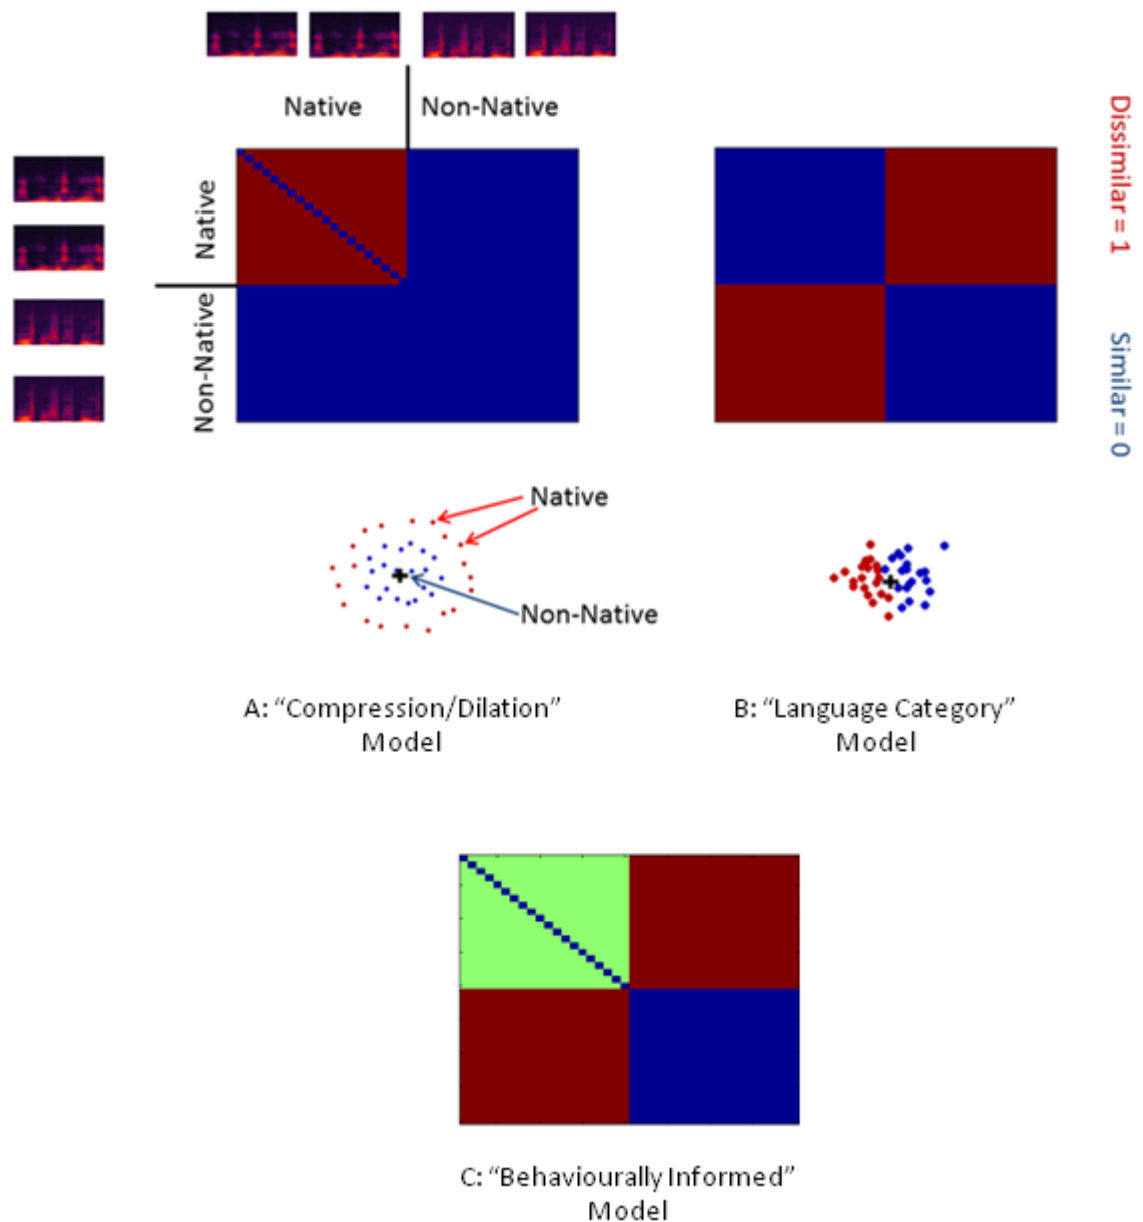 Native
Non-Native
Native
Non-Native
Dissimilar = 1
Similar = 0
Native
Non-Native
A: “Compression/Dilation”
Model
B: “Language Category”
Model
C: “Behaviourally Informed”
Model